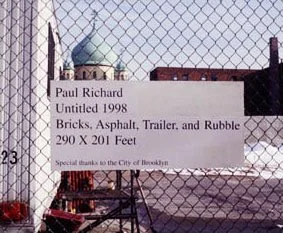 Paul Richard
Untitled 1998
Bricks, Asphalt, Trailer, and Rubble
290 X 201 Feet
Special thanks to the City of Brooklyn
23